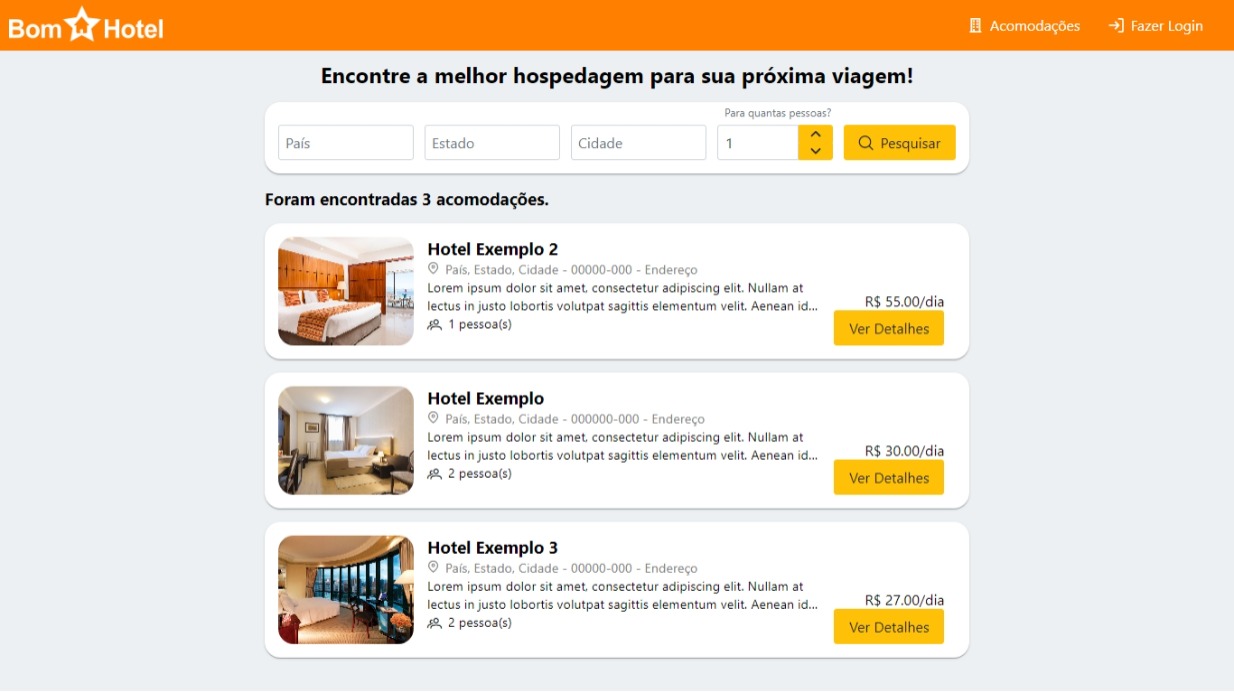 Bom Hotel
Acomodações
Fazer Login
Encontre a melhor hospedagem para sua próxima viagem!
Para quantas pessoas?
País
Estado
Cidade
1
Pesquisar
Foram encontradas 3 acomodações.
Hotel Exemplo 2
País, Estado, Cidade - 00000-000 - Endereço
Lorem ipsum dolor sit amet, consectetur adipiscing elit. Nullam at
lectus in justo lobortis volutpat sagittis elementum velit. Aenean id...
1 pessoa(s)
R$ 55.00/dia
Ver Detalhes
Hotel Exemplo
País, Estado, Cidade - 000000-000 - Endereço
Lorem ipsum dolor sit amet, consectetur adipiscing elit. Nullam at
lectus in justo lobortis volutpat sagittis elementum velit. Aenean id...
2 pessoa(s)
R$ 30.00/dia
Ver Detalhes
Hotel Exemplo 3
País, Estado, Cidade - 00000-000 - Endereço
Lorem ipsum dolor sit amet, consectetur adipiscing elit. Nullam at
lectus in justo lobortis volutpat sagittis elementum velit. Aenean id...
2 pessoa(s)
R$ 27.00/dia
Ver Detalhes